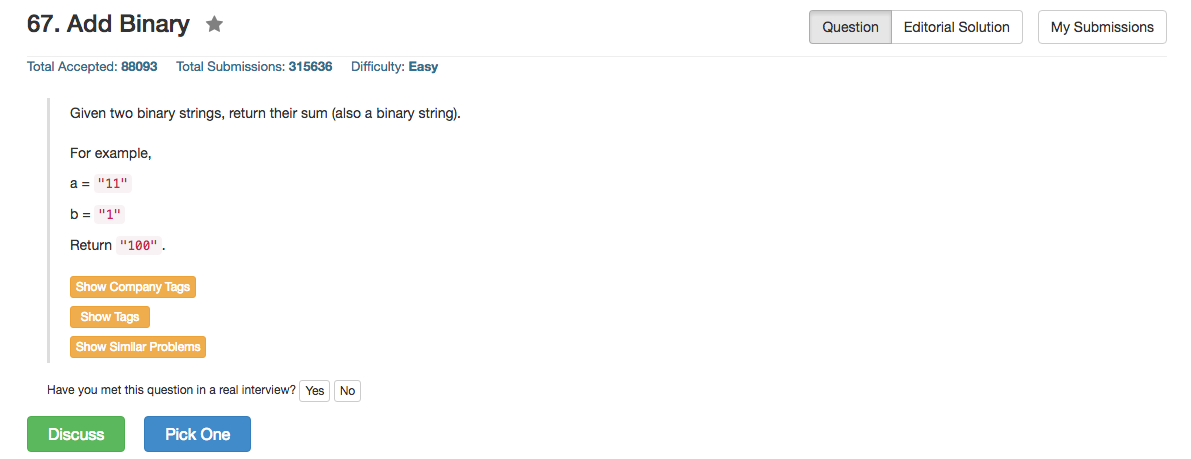 67. Add Binary
Question Editorial Solution My Submissions
Total Accepted: 88093 Total Submissions: 315636 Difficulty: Easy
Given two binary strings, return their sum (also a binary string).
For example,
a = "11"
b = "1"
Return "100" .
Show Company Tags
Show Tags
Show Similar Problems
Have you met this question in a real interview? Yes No
Discuss Pick One